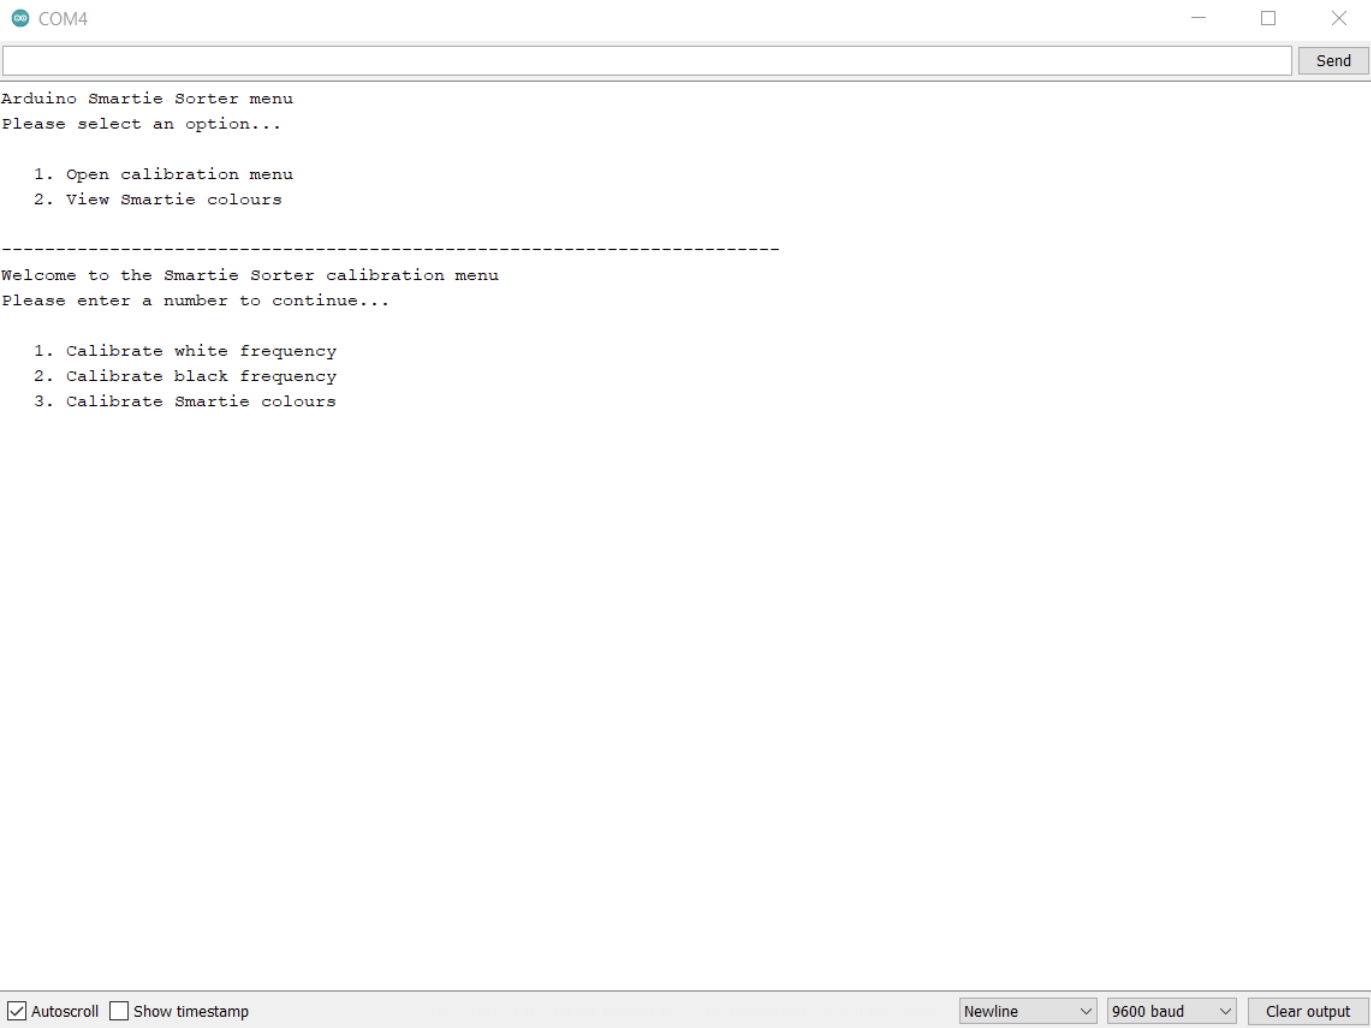 COM4
Send
Arduino Smartie Sorter menu
Please select an option...
1. Open calibration menu
2. View Smartie colours
------------------------------------------------------------------------
Welcome to the Smartie Sorter calibration menu
Please enter a number to continue...
1. Calibrate white frequency
2. Calibrate black frequency
3. Calibrate Smartie colours
Autoscroll Show timestamp Newline 9600 baud Clear output